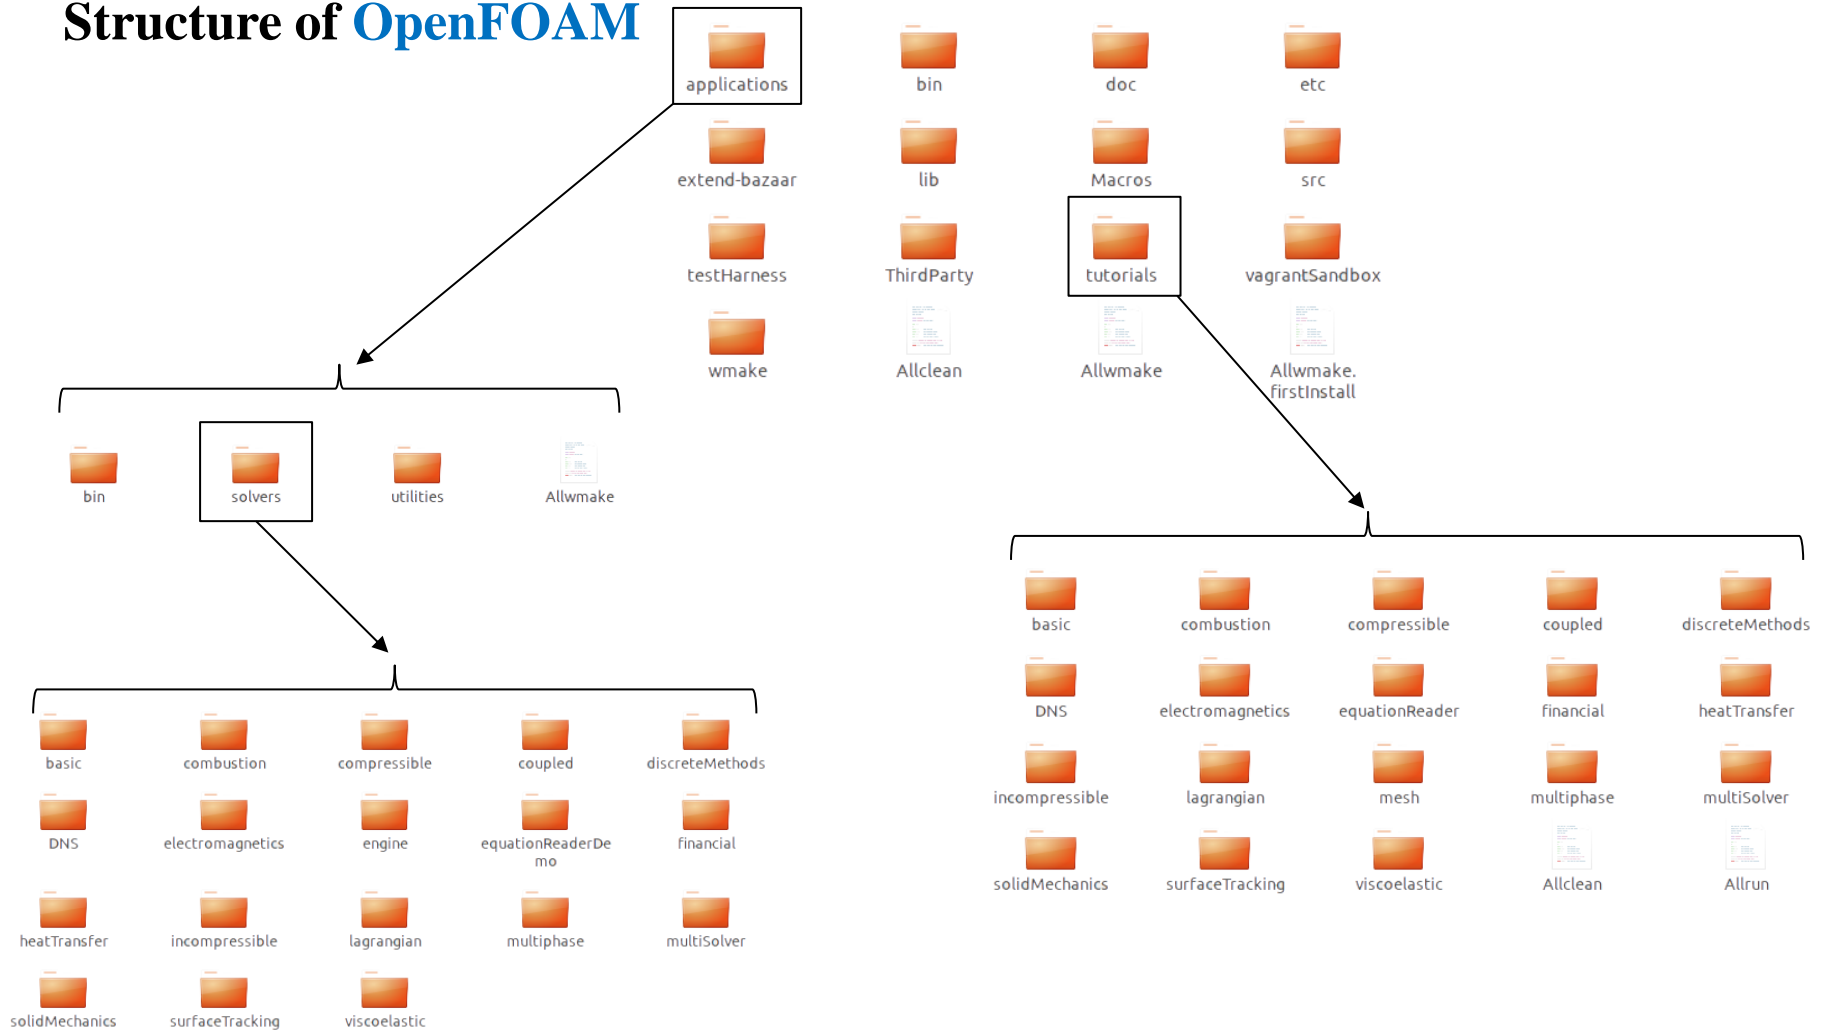 Structure of OpenFOAM
applications bin doc etc
extend-bazaar lib Macros src
testHarness ThirdParty tutorials vagrantSandbox
wmake Allclean Allwmake Allwmake.
firstInstall
bin solvers utilities Allwmake
basic combustion compressible coupled discreteMethods
DNS electromagnetics engine equationReaderDe financial
mo
heatTransfer incompressible lagrangian multiphase multiSolver
solidMechanics surfaceTracking viscoelastic
basic combustion compressible coupled discreteMethods
DNS electromagnetics equationReader financial heatTransfer
incompressible lagrangian mesh multiphase multiSolver
solidMechanics surfaceTracking viscoelastic Allclean Allrun